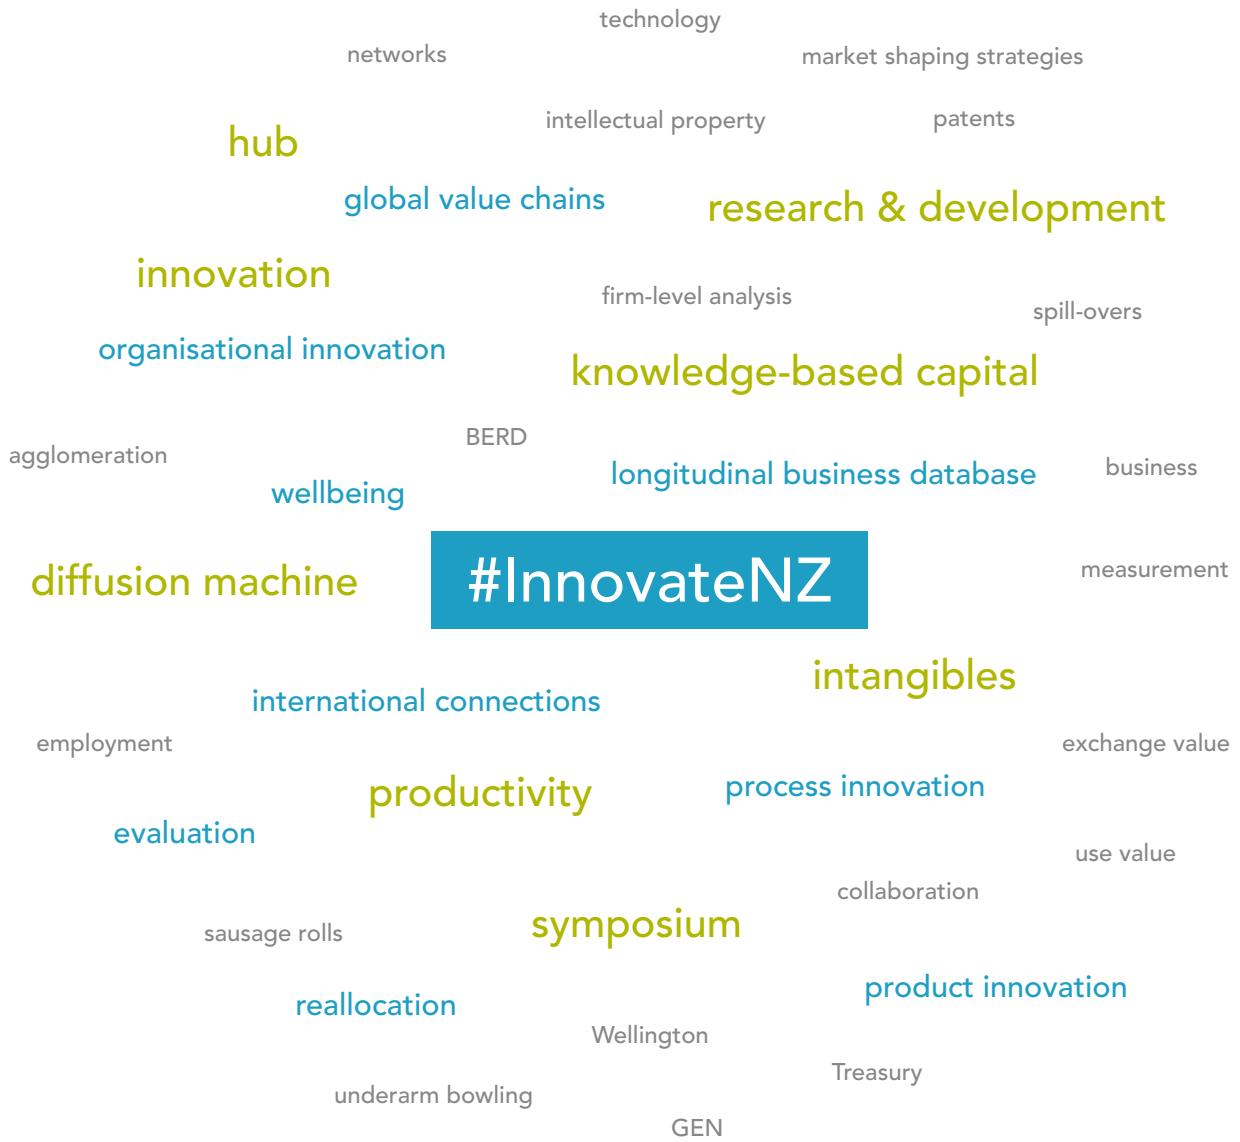 technology
networks
market shaping strategies
intellectual property
patents
hub
global value chains
research & development
innovation
firm-level analysis
spill-overs
organisational innovation
knowledge-based capital
BERD
agglomeration
longitudinal business database
business
wellbeing
diffusion machine
#InnovateNZ
measurement
intangibles
international connections
employment
exchange value
productivity
process innovation
evaluation
use value
collaboration
sausage rolls
symposium
product innovation
reallocation
Wellington
Treasury
underarm bowling
GEN